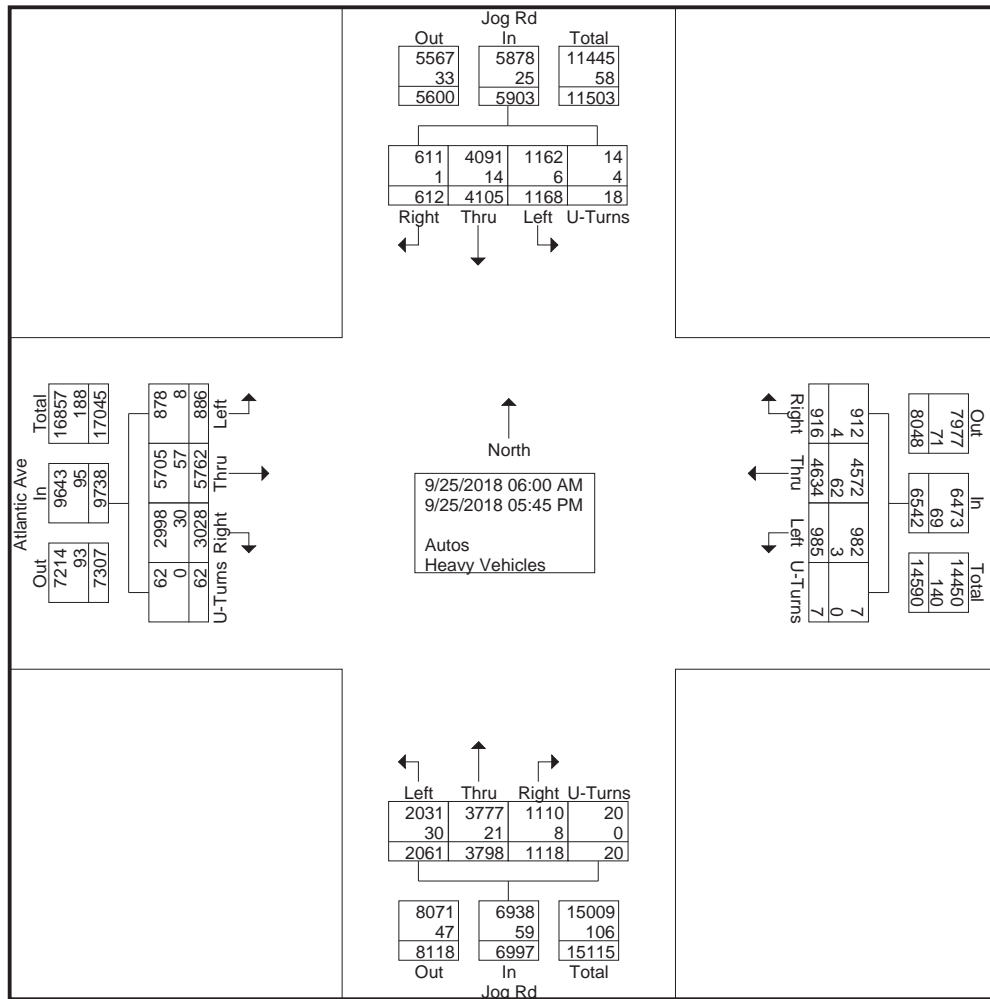 Jog Rd
Out In Total
5567 5878 11445
33 25 58
5600 5903 11503
611 4091 1162 14
1 14 6 4
612 4105 1168 18
Right Thru Left U-Turns
Atlantic Ave
Out In Total
7214 9643 16857
93 95 188
7307 9738 17045
878 5705 2998 62
8 57 30 0
886 5762 3028 62
Left Thru Right U-Turns
North
9/25/2018 06:00 AM
9/25/2018 05:45 PM
Autos
Heavy Vehicles
Right Thru Left U-Turns
912 4572 982 7
4 62 3 0
916 4634 985 7
Out In Total
7977 6473 14450
71 69 140
8048 6542 14590
Left Thru Right U-Turns
2031 3777 1110 20
30 21 8 0
2061 3798 1118 20
8071 6938 15009
47 59 106
8118 6997 15115
Out In Total
Jog Rd